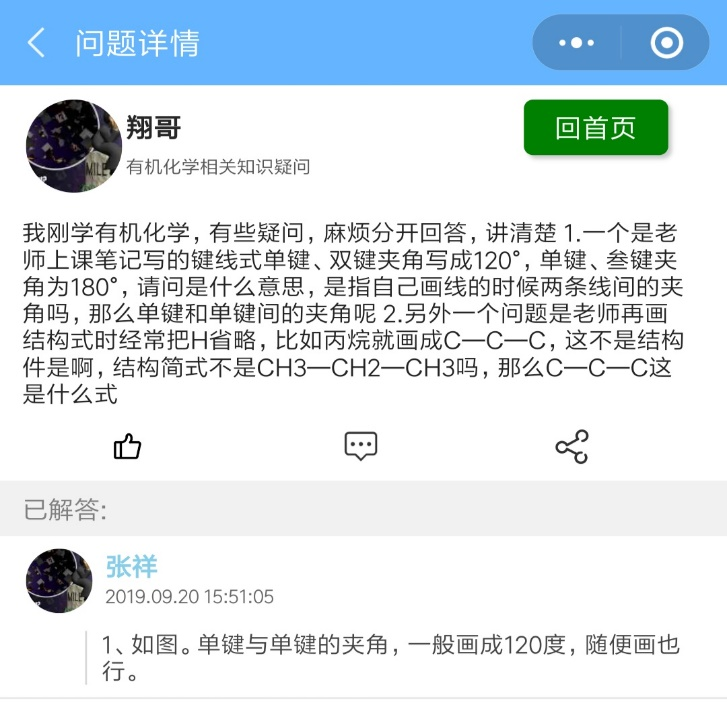 问题详情
翔哥
回首页
有机化学相关知识疑问
我刚学有机化学，有些疑问，麻烦分开回答，讲清楚 1.一个是老
师上课笔记写的键线式单键、双键夹角写成120°，单键、叁键夹
角为180°，请问是什么意思，是指自己画线的时候两条线间的夹
角吗，那么单键和单键间的夹角呢 2.另外一个问题是老师再画
结构式时经常把H省略，比如丙烷就画成C—C—C，这不是结构
件是啊，结构简式不是CH3—CH2—CH3吗，那么C—C—C这
是什么式
已解答:
张祥
2019.09.20 15:51:05
1、如图。单键与单键的夹角，一般画成120度，随便画也
行。